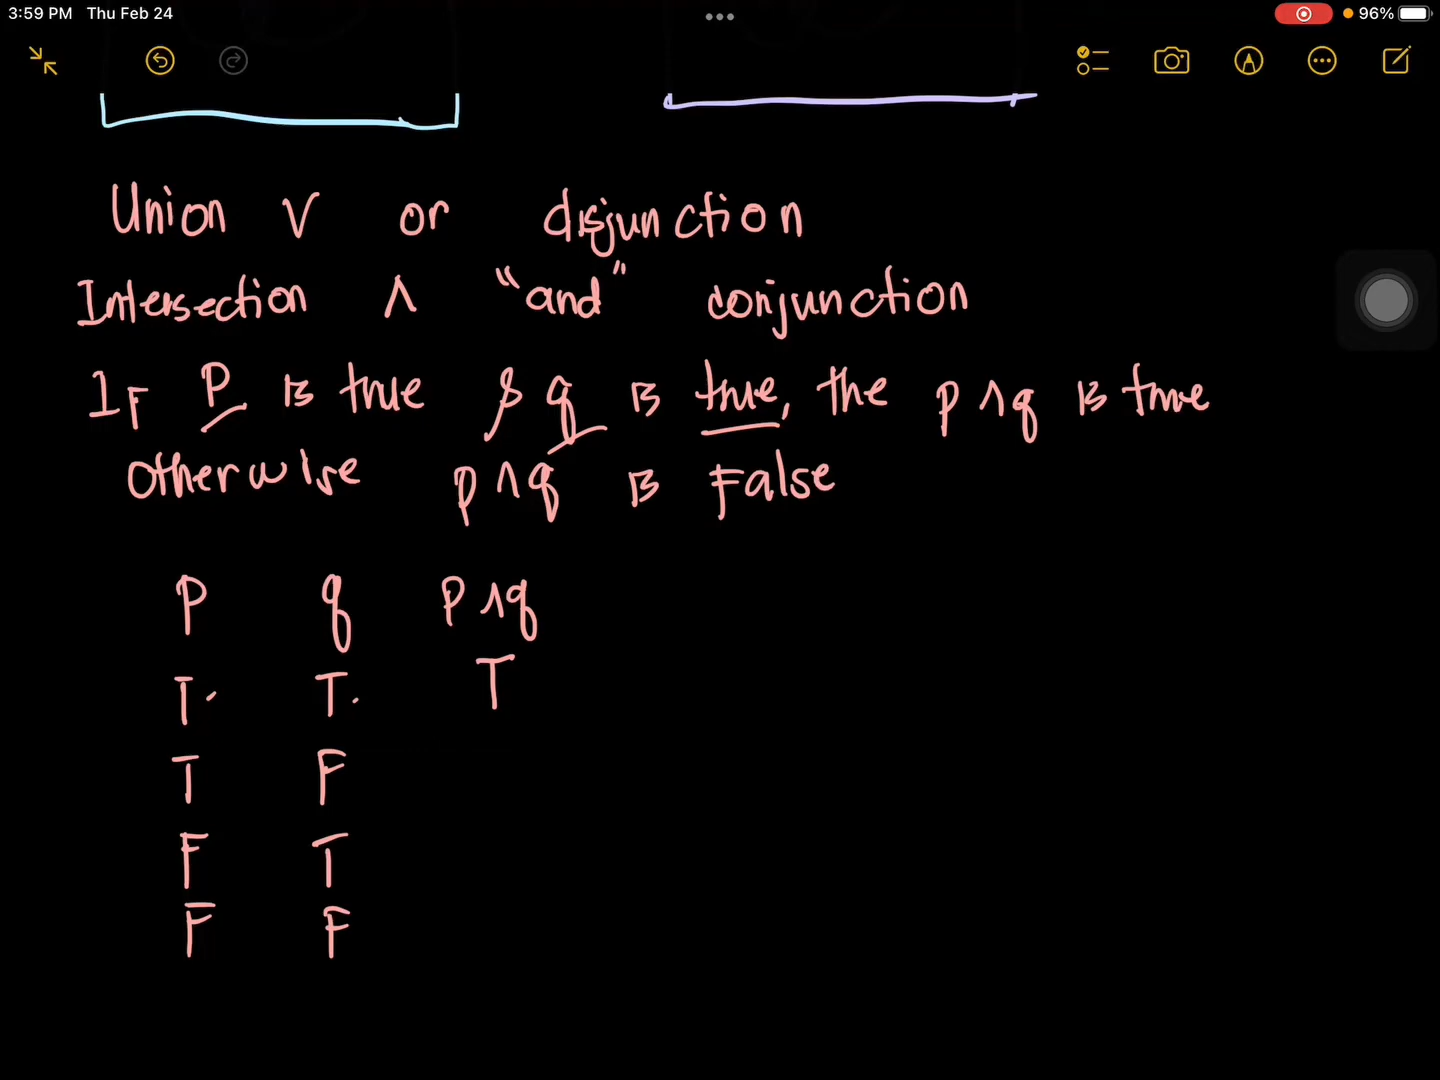 3:59 PM Thu Feb 24
96%
Union ∨ or disjunction
Intersection ∧ "and" conjunction
If P is true & q is true, the p∧q is true
otherwise p∧q is False
P q P∧q
T T T
T F
F T
F F